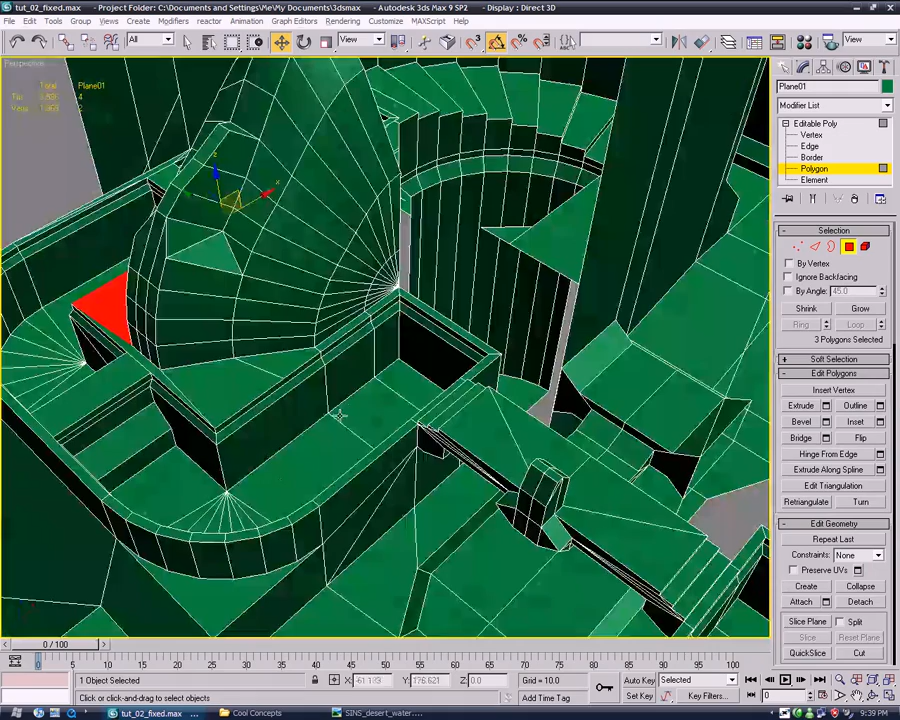 tut_02_fixed.max - Project Folder: C:\Documents and Settings\Me\My Documents\3dsmax - Autodesk 3ds Max 9 SP2 - Display : Direct 3D
File Edit Tools Group Views Create Modifiers reactor Animation Graph Editors Rendering Customize MAXScript Help
All View View
Perspective
Total Plane01
4
2
Plane01
Modifier List
Editable Poly
Vertex
Edge
Border
Polygon
Element
Selection
By Vertex
Ignore Backfacing
By Angle: 45.0
Shrink Grow
Ring Loop
3 Polygons Selected
Soft Selection
Edit Polygons
Insert Vertex
Extrude Outline
Bevel Inset
Bridge Flip
Hinge From Edge
Extrude Along Spline
Edit Triangulation
Retriangulate Turn
Edit Geometry
Repeat Last
Constraints: None
Preserve UVs
Create Collapse
Attach Detach
Slice Plane Split
Slice Reset Plane
QuickSlice Cut
0 / 100
0 5 10 15 20 25 30 35 40 45 50 55 60 65 70 75 80 85 90 95 100
1 Object Selected Y: 176.621 Z: 0.0 Grid = 10.0 Auto Key Selected
Click or click-and-drag to select objects Add Time Tag Set Key Key Filters... 0
start tut_02_fixed.max ... Cool Concepts SINS_desert_water.... 9:39 PM